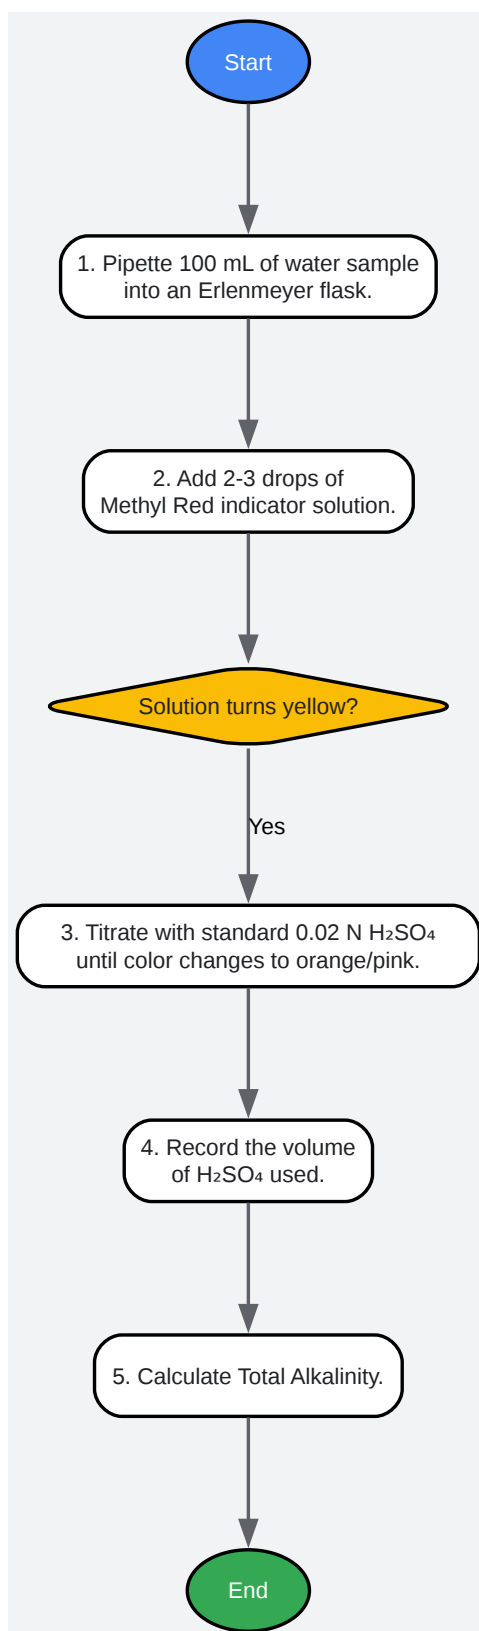 Start
1. Pipette 100 mL of water sample
into an Erlenmeyer flask.
2. Add 2-3 drops of
Methyl Red indicator solution.
Solution turns yellow?
Yes
3. Titrate with standard 0.02 N H₂SO₄
until color changes to orange/pink.
4. Record the volume
of H₂SO₄ used.
5. Calculate Total Alkalinity.
End